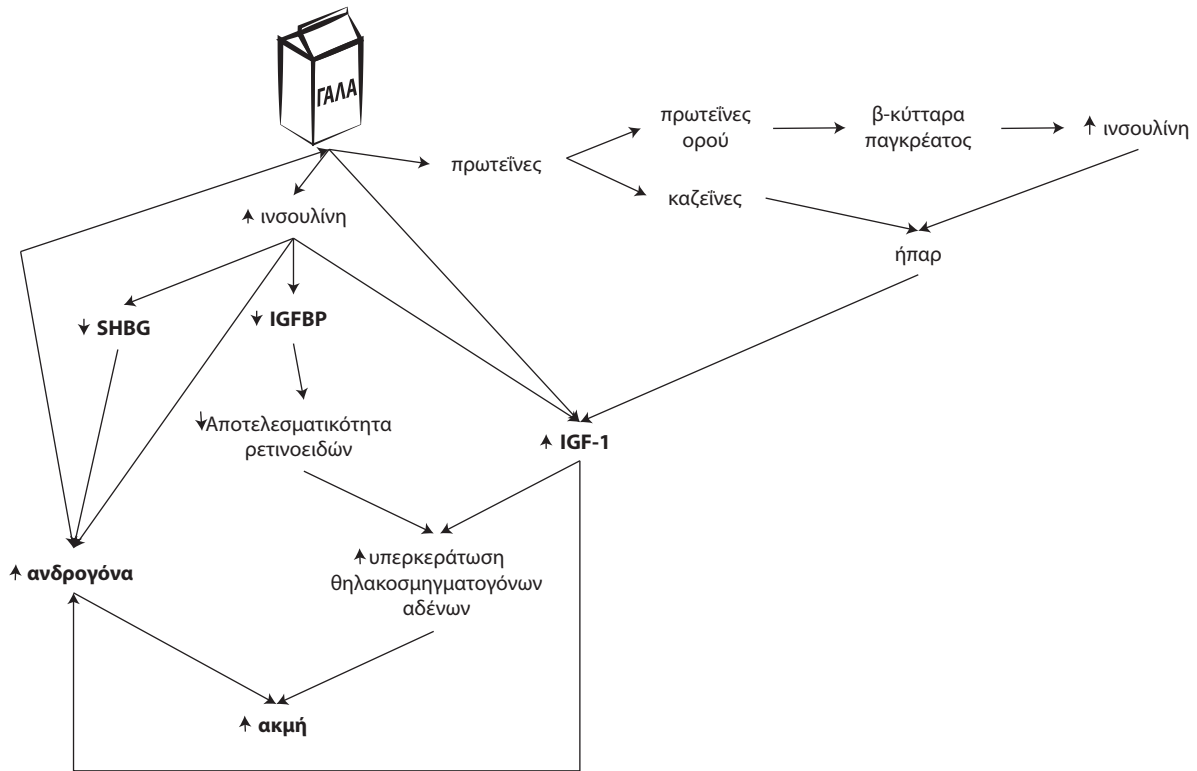 ΓΑΛΑ
πρωτεΐνες
πρωτεΐνες
ορού
β-κύτταρα
παγκρέατος
ινσουλίνη
καζεΐνες
ήπαρ
ινσουλίνη
SHBG
IGFBP
Αποτελεσματικότητα
ρετινοειδών
IGF-1
ανδρογόνα
υπερκεράτωση
θηλακοσμηγματογόνων
αδένων
ακμή